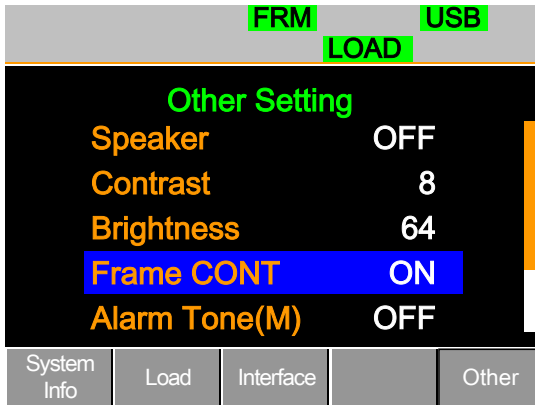 FRM USB
LOAD
Other Setting
Speaker OFF
Contrast 8
Brightness 64
Frame CONT ON
Alarm Tone(M) OFF
System Info Load Interface Other